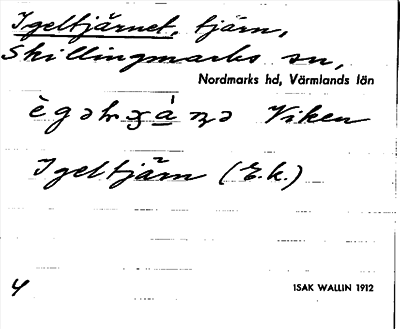 Igeltjärnet, tjärn,
Skillingmarks sn,
Nordmarks hd, Värmlands län
Viken
Igeltjärn (E.k.)
4
ISAK WALLIN 1912